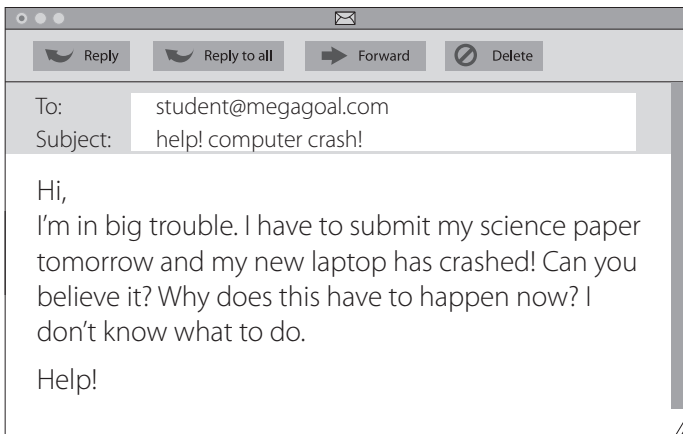 Reply Reply to all Forward Delete
To: student@megagoal.com
Subject: help! computer crash!
Hi,
I'm in big trouble. I have to submit my science paper
tomorrow and my new laptop has crashed! Can you
believe it? Why does this have to happen now? I
don't know what to do.
Help!